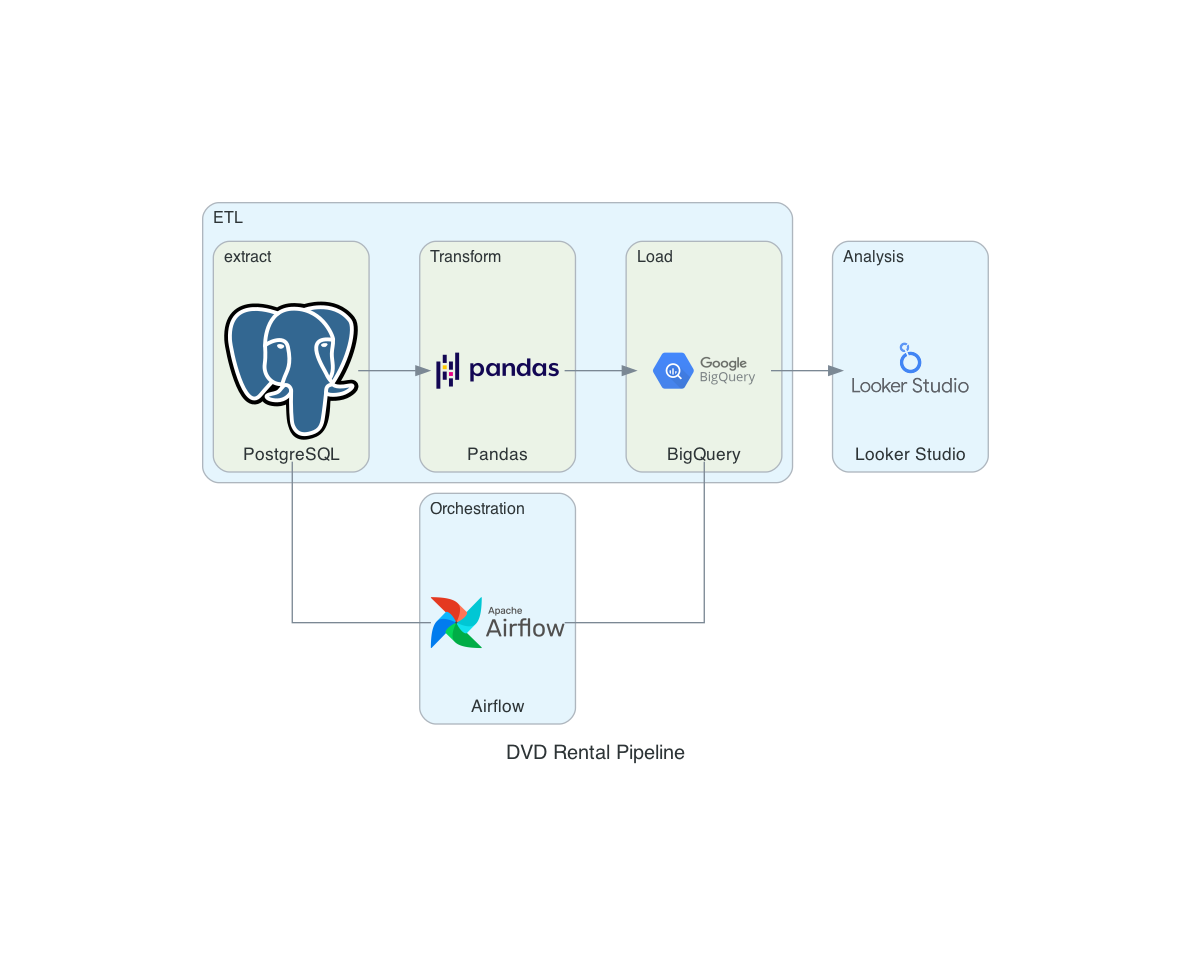 ETL
extract
PostgreSQL
Transform
pandas
Pandas
Load
Google
BigQuery
BigQuery
Analysis
Looker Studio
Looker Studio
Orchestration
Apache
Airflow
Airflow
DVD Rental Pipeline